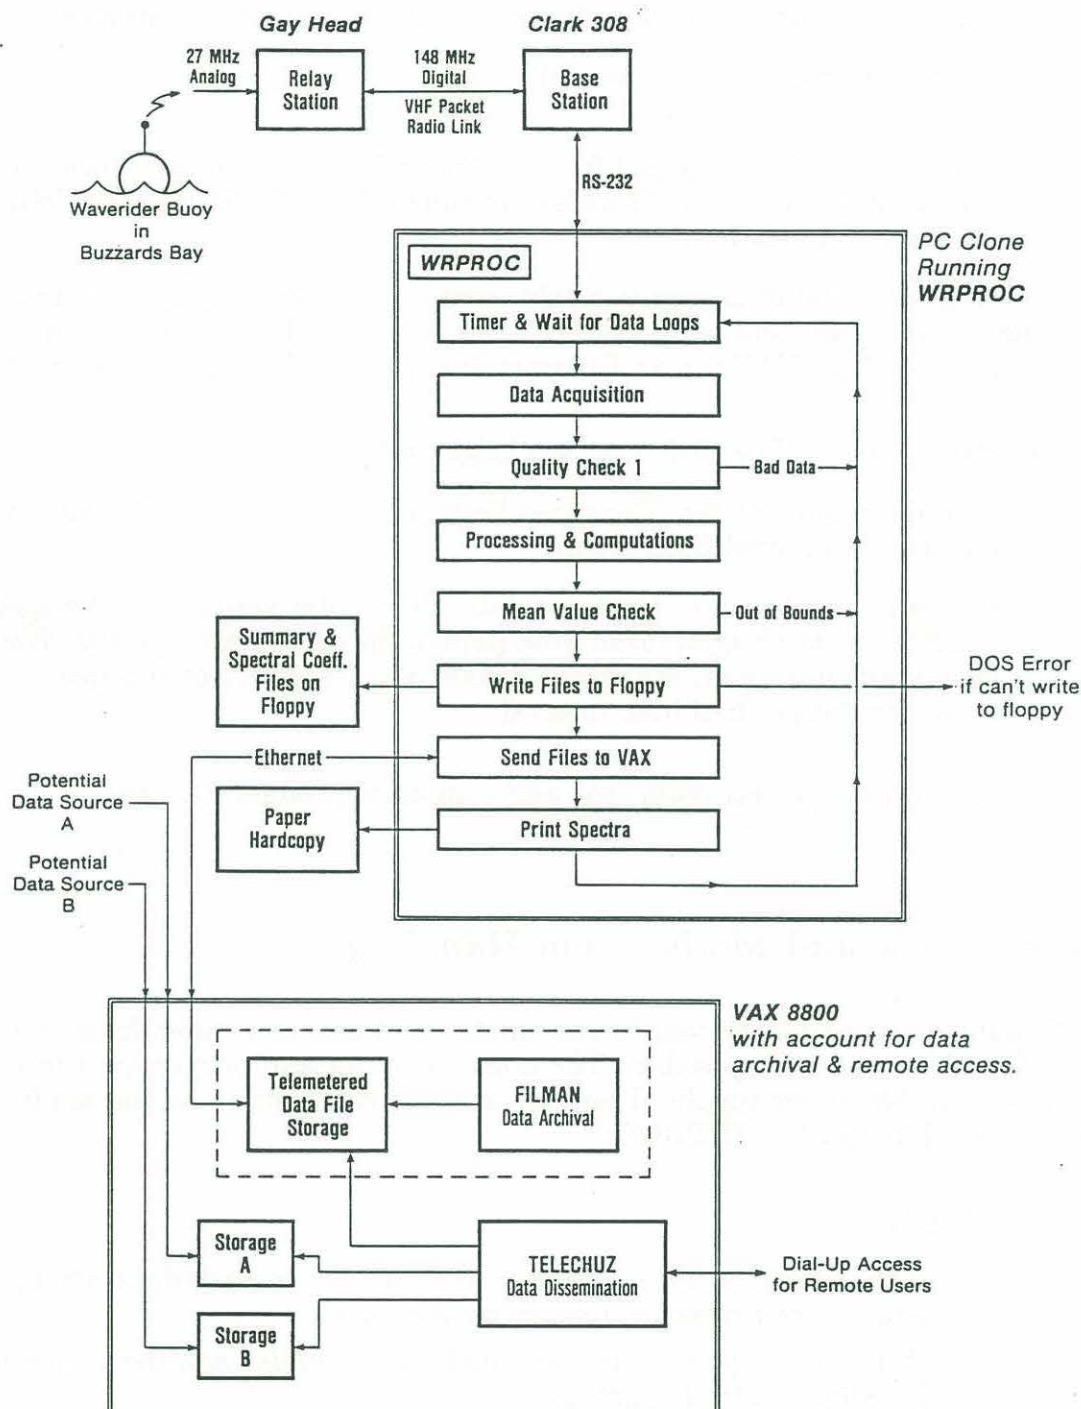 Gay Head
Clark 308
27 MHz
Analog
Relay
Station
148 MHz
Digital
VHF Packet
Radio Link
Base
Station
RS-232
Waverider Buoy
in
Buzzards Bay
PC Clone
Running
WRPROC
WRPROC
Timer & Wait for Data Loops
Data Acquisition
Quality Check 1
Bad Data
Processing & Computations
Mean Value Check
Out of Bounds
Summary &
Spectral Coeff.
Files on
Floppy
Write Files to Floppy
DOS Error
if can't write
to floppy
Ethernet
Send Files to VAX
Potential
Data Source
A
Paper
Hardcopy
Print Spectra
Potential
Data Source
B
VAX 8800
with account for data
archival & remote access.
Telemetered
Data File
Storage
FILMAN
Data Archival
Storage
A
TELECHUZ
Data Dissemination
Dial-Up Access
for Remote Users
Storage
B